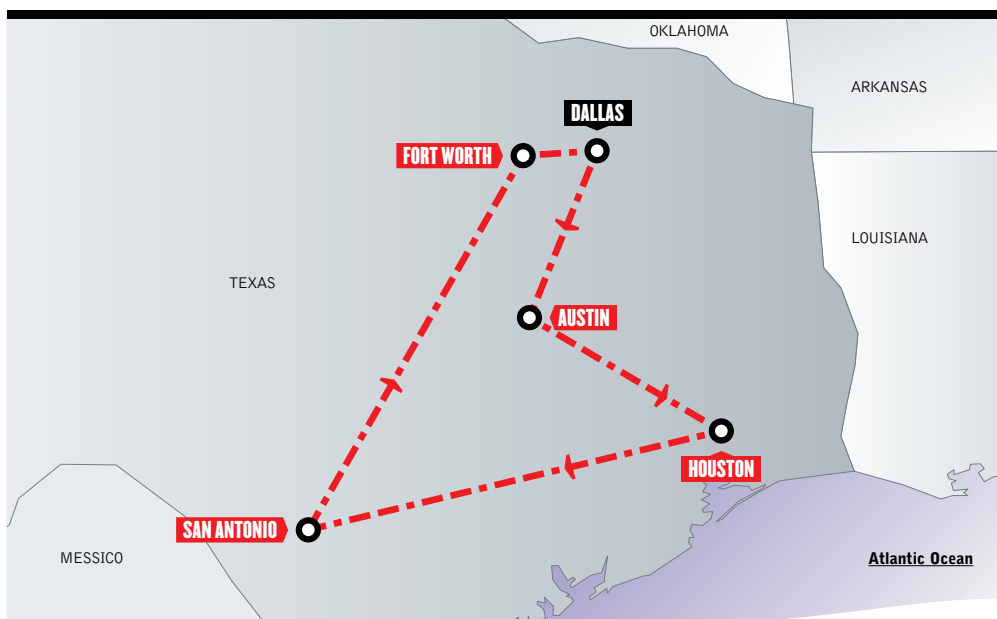 OKLAHOMA
ARKANSAS
DALLAS
FORT WORTH
LOUISIANA
TEXAS
AUSTIN
HOUSTON
SAN ANTONIO
MESSICO
Atlantic Ocean